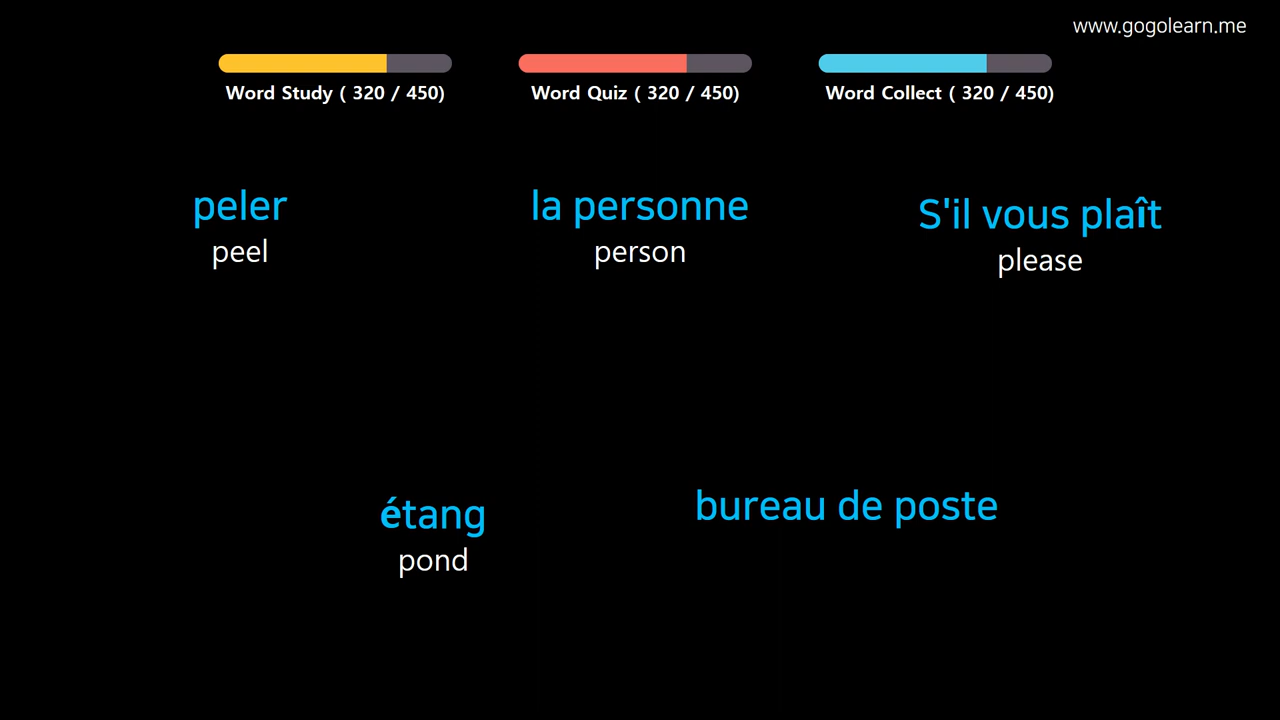 www.gogolearn.me
Word Study ( 320 / 450)
Word Quiz ( 320 / 450)
Word Collect ( 320 / 450)
peler
peel
la personne
person
S'il vous plaît
please
étang
pond
bureau de poste